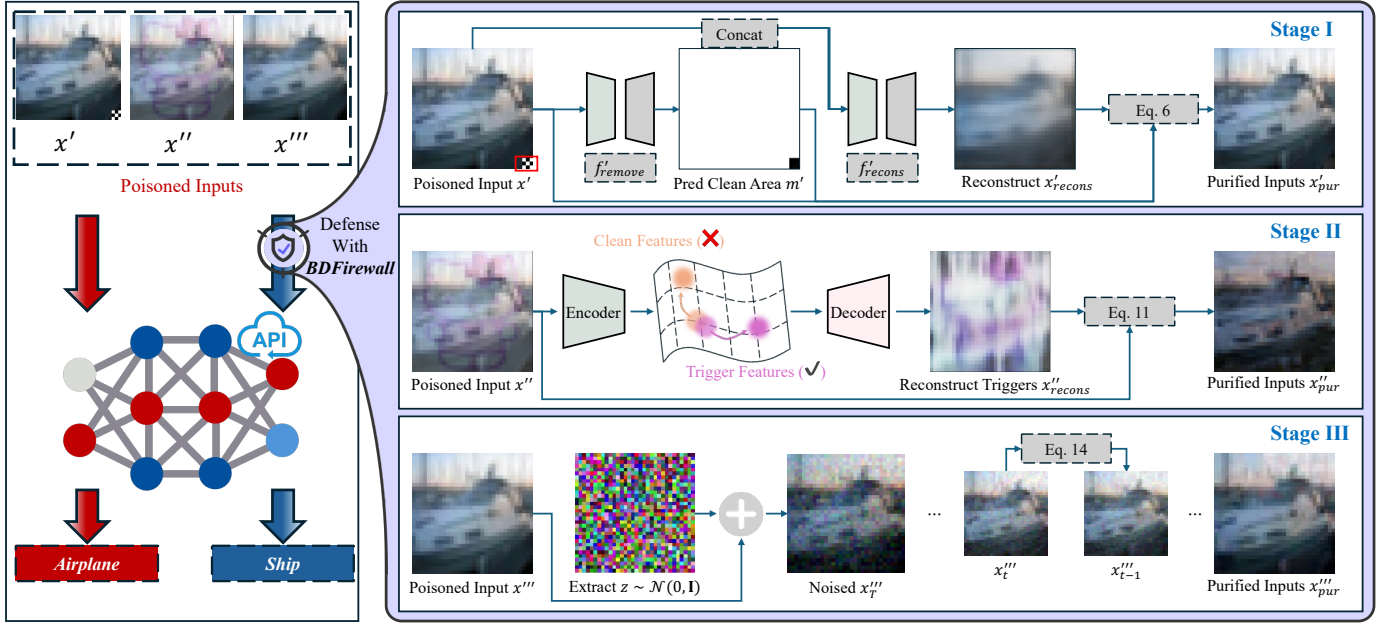 x′
x″
x‴
Poisoned Inputs
Defense
With
BDFirewall
API
Airplane
Ship
Stage I
Concat
Eq. 6
f′remove
f′recons
Poisoned Input x′
Pred Clean Area m′
Reconstruct x′recons
Purified Inputs x′pur
Stage II
Clean Features (✗)
Encoder
Decoder
Eq. 11
Trigger Features (✓)
Poisoned Input x″
Reconstruct Triggers x″recons
Purified Inputs x″pur
Stage III
Eq. 14
...
...
x‴t
x‴t−1
Poisoned Input x‴
Extract z ~ 𝒩(0, I)
Noised x‴T
Purified Inputs x‴pur